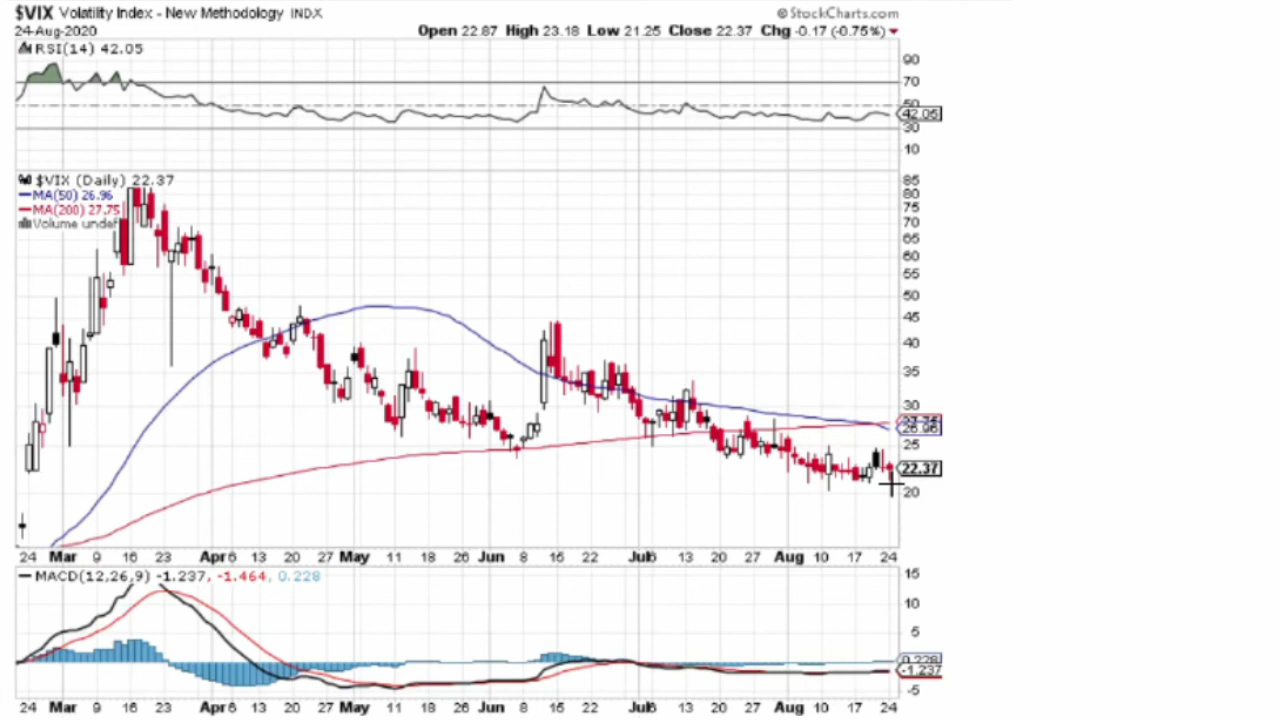 $VIX Volatility Index - New Methodology INDX
© StockCharts.com
24-Aug-2020
Open 22.87 High 23.18 Low 21.25 Close 22.37 Chg -0.17 (-0.75%)
RSI(14) 42.05
90
70
50
42.05
30
10
$VIX (Daily) 22.37
MA(50) 26.96
MA(200) 27.75
Volume undef
85
80
75
70
65
60
55
50
45
40
35
30
26.96
25
22.37
20
24 Mar 9 16 23 Apr 6 13 20 27 May 11 18 26 Jun 8 15 22 Jul 6 13 20 27 Aug 10 17 24
MACD(12,26,9) -1.237, -1.464, 0.228
15
10
5
0.228
-1.237
-5
24 Mar 9 16 23 Apr 6 13 20 27 May 11 18 26 Jun 8 15 22 Jul 6 13 20 27 Aug 10 17 24